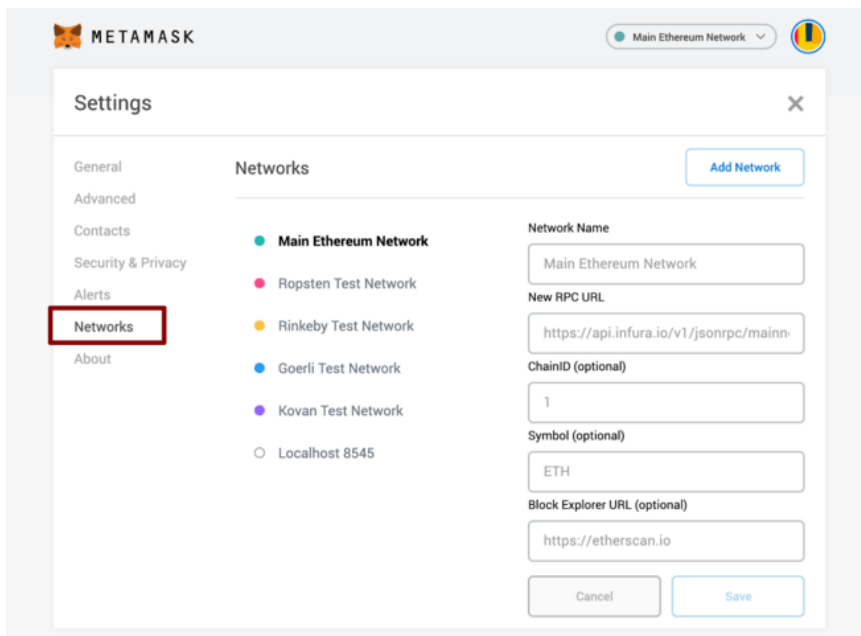 METAMASK
Main Ethereum Network
Settings
General
Advanced
Contacts
Security & Privacy
Alerts
Networks
About
Networks
Add Network
Main Ethereum Network
Ropsten Test Network
Rinkeby Test Network
Goerli Test Network
Kovan Test Network
Localhost 8545
Network Name
Main Ethereum Network
New RPC URL
https://api.infura.io/v1/jsonrpc/mainn
ChainID (optional)
1
Symbol (optional)
ETH
Block Explorer URL (optional)
https://etherscan.io
Cancel
Save